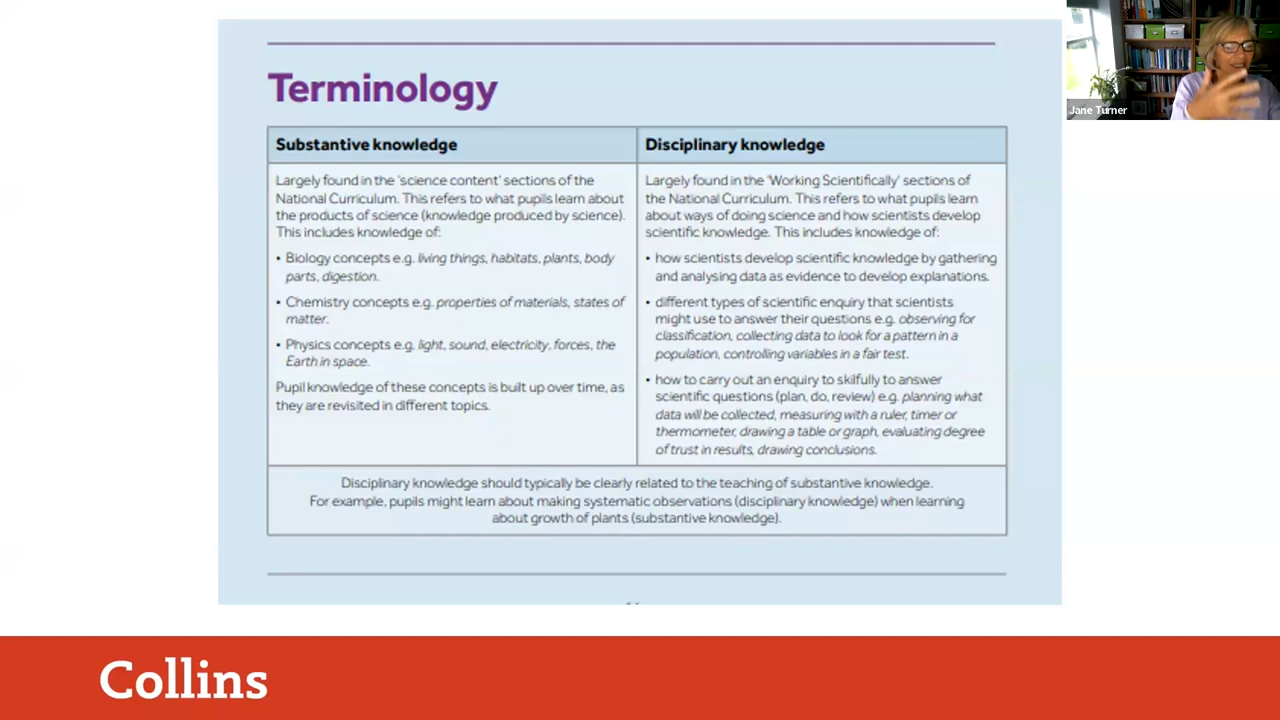 Jane Turner
Terminology
Substantive knowledge
Largely found in the 'science content' sections of the
National Curriculum. This refers to what pupils learn about
the products of science (knowledge produced by science).
This includes knowledge of:
• Biology concepts e.g. living things, habitats, plants, body
parts, digestion.
• Chemistry concepts e.g. properties of materials, states of
matter.
• Physics concepts e.g. light, sound, electricity, forces, the
Earth in space.
Pupil knowledge of these concepts is built up over time, as
they are revisited in different topics.
Disciplinary knowledge
Largely found in the 'Working Scientifically' sections of
the National Curriculum. This refers to what pupils learn
about ways of doing science and how scientists develop
scientific knowledge. This includes knowledge of:
• how scientists develop scientific knowledge by gathering
and analysing data as evidence to develop explanations.
• different types of scientific enquiry that scientists
might use to answer their questions e.g. observing for
classification, collecting data to look for a pattern in a
population, controlling variables in a fair test.
• how to carry out an enquiry to skilfully to answer
scientific questions (plan, do, review) e.g. planning what
data will be collected, measuring with a ruler, timer or
thermometer, drawing a table or graph, evaluating degree
of trust in results, drawing conclusions.
Disciplinary knowledge should typically be clearly related to the teaching of substantive knowledge.
For example, pupils might learn about making systematic observations (disciplinary knowledge) when learning
about growth of plants (substantive knowledge).
Collins